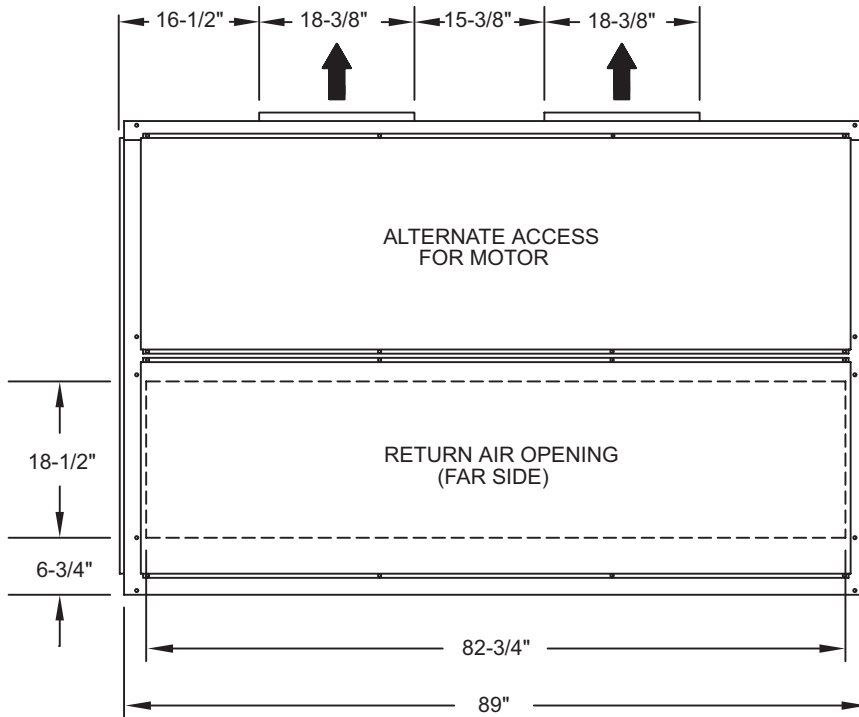 16-1/2" 18-3/8" 15-3/8" 18-3/8"
ALTERNATE ACCESS
FOR MOTOR
18-1/2"
RETURN AIR OPENING
(FAR SIDE)
6-3/4"
82-3/4"
89"